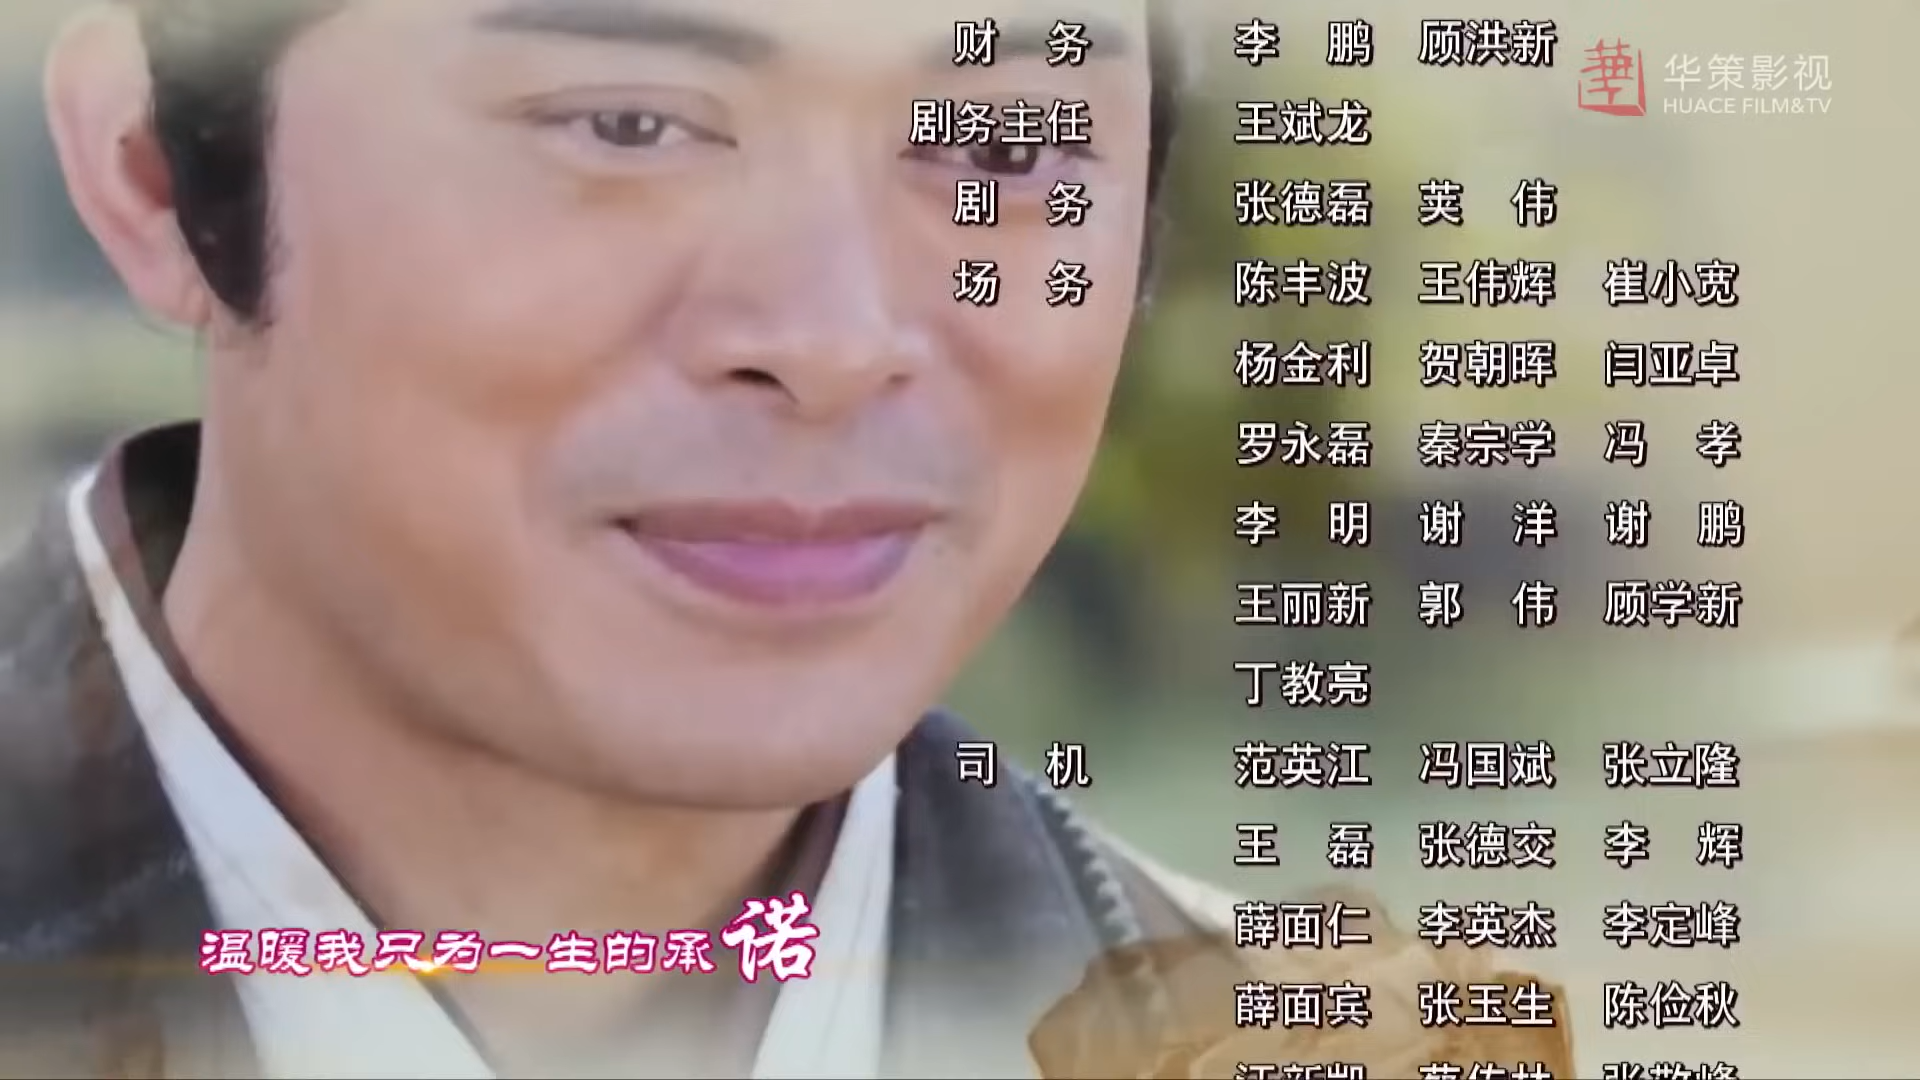 财务 李鹏 顾洪新
华策影视
HUACE FILM&TV
剧务主任 王斌龙
剧务 张德磊 荚伟
场务 陈丰波 王伟辉 崔小宽
杨金利 贺朝晖 闫亚卓
罗永磊 秦宗学 冯孝
李明 谢洋 谢鹏
王丽新 郭伟 顾学新
丁教亮
司机 范英江 冯国斌 张立隆
王磊 张德交 李辉
薛面仁 李英杰 李定峰
温暖我只为一生的承诺
薛面宾 张玉生 陈俭秋